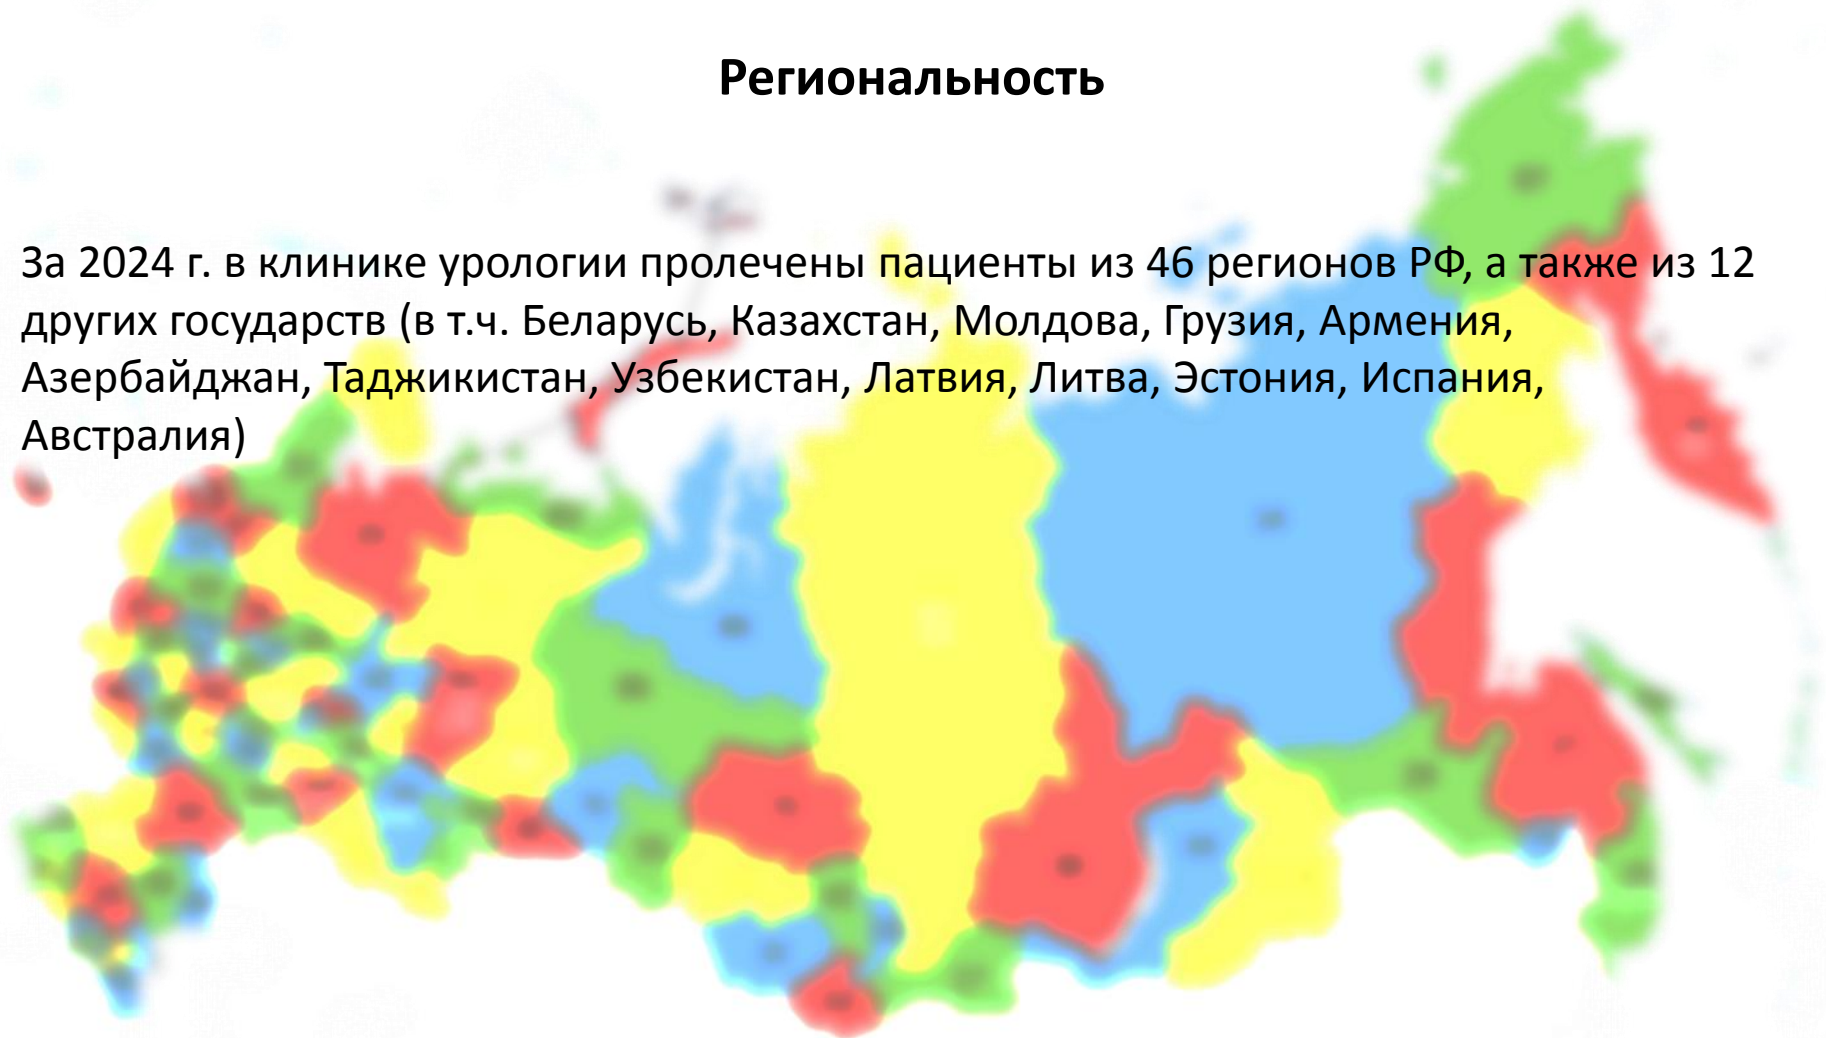 Региональность
За 2024 г. в клинике урологии пролечены пациенты из 46 регионов РФ, а также из 12
других государств (в т.ч. Беларусь, Казахстан, Молдова, Грузия, Армения,
Азербайджан, Таджикистан, Узбекистан, Латвия, Литва, Эстония, Испания,
Австралия)